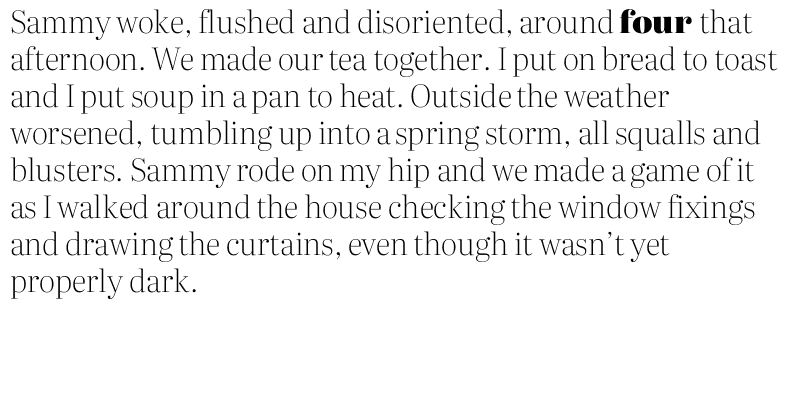 Sammy woke, flushed and disoriented, around four that
afternoon. We made our tea together. I put on bread to toast
and I put soup in a pan to heat. Outside the weather
worsened, tumbling up into a spring storm, all squalls and
blusters. Sammy rode on my hip and we made a game of it
as I walked around the house checking the window fixings
and drawing the curtains, even though it wasn’t yet
properly dark.